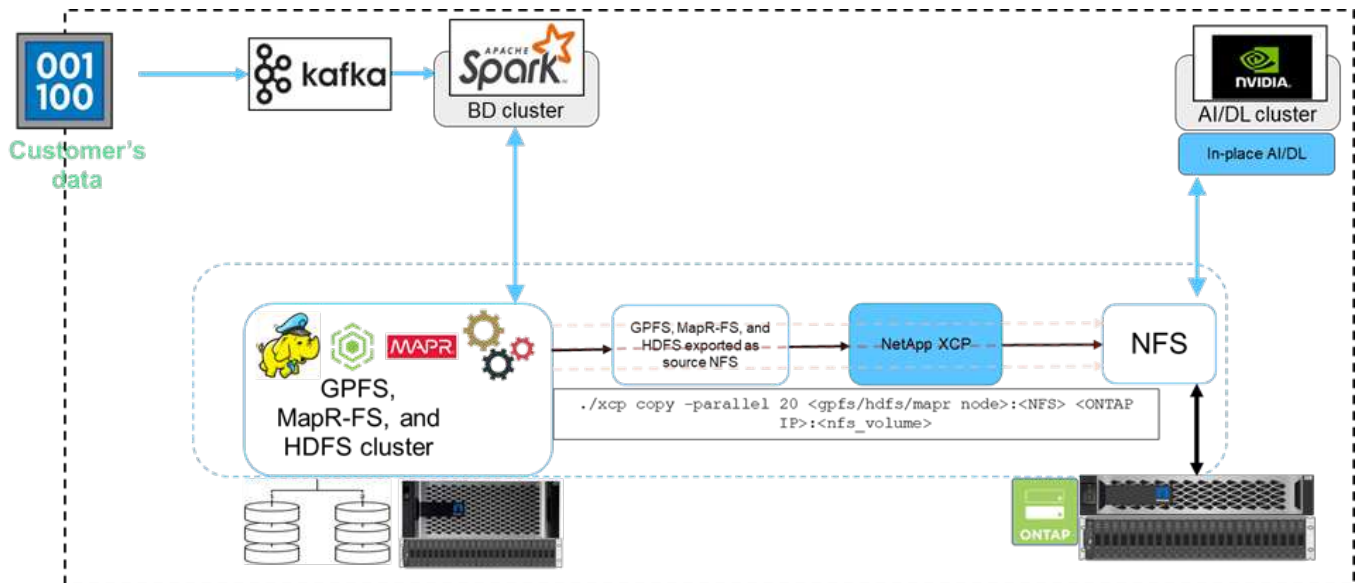 001
100
Customer's
data
kafka
APACHE
Spark
BD cluster
NVIDIA.
AI/DL cluster
In-place AI/DL
MAPR
GPFS,
MapR-FS, and
HDFS cluster
GPFS, MapR-FS, and
HDFS exported as
source NFS
NetApp XCP
NFS
./xcp copy -parallel 20 <gpfs/hdfs/mapr node>:<NFS> <ONTAP
IP>:<nfs_volume>
ONTAP